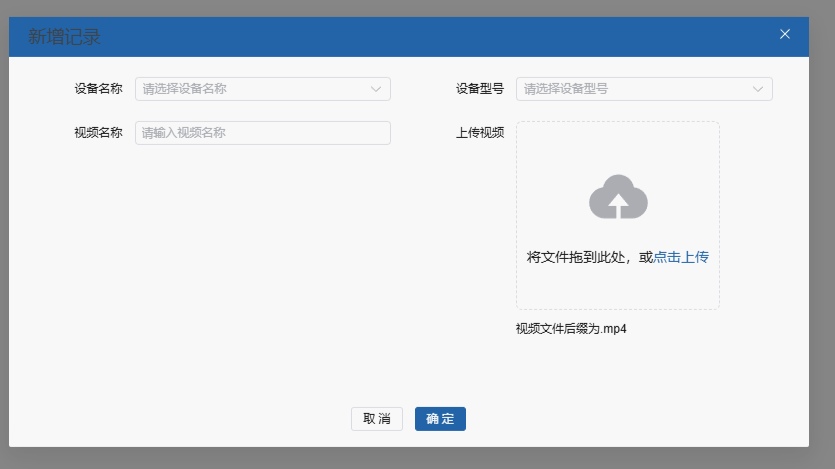 新增记录
设备名称 请选择设备名称 设备型号 请选择设备型号
视频名称 请输入视频名称 上传视频
将文件拖到此处，或点击上传
视频文件后缀为.mp4
取消 确定